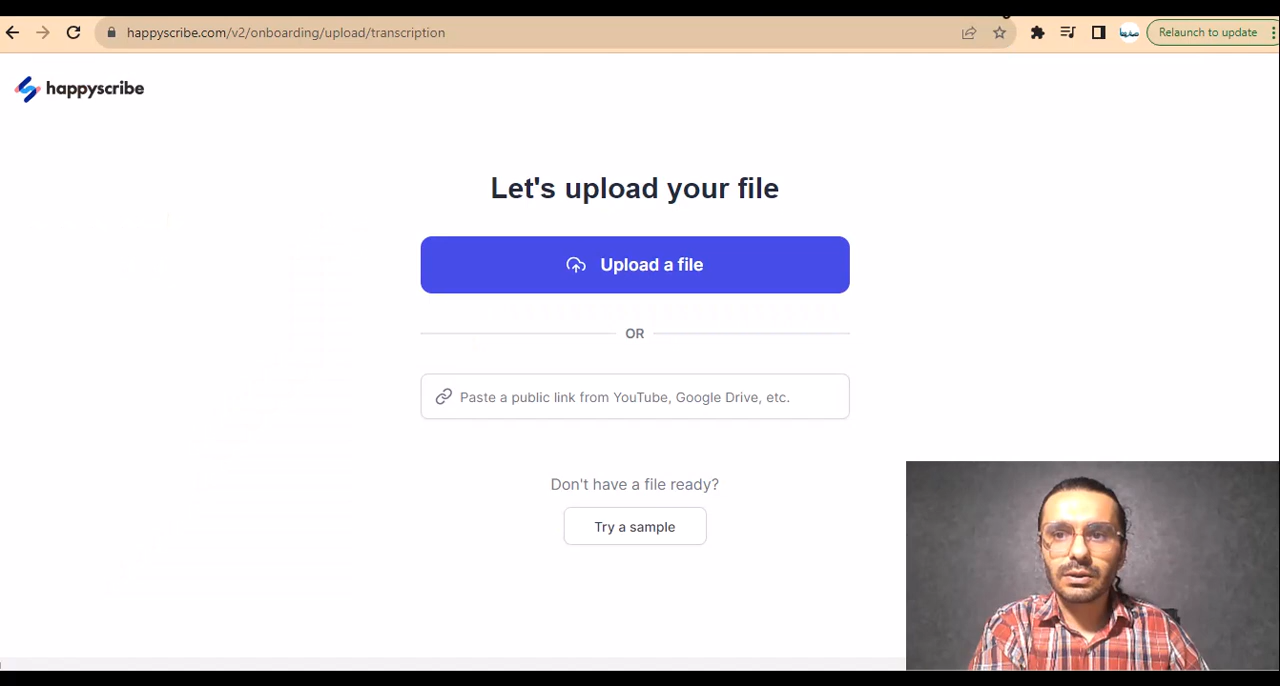 happyscribe.com/v2/onboarding/upload/transcription
Relaunch to update
happyscribe
Let's upload your file
Upload a file
OR
Paste a public link from YouTube, Google Drive, etc.
Don't have a file ready?
Try a sample